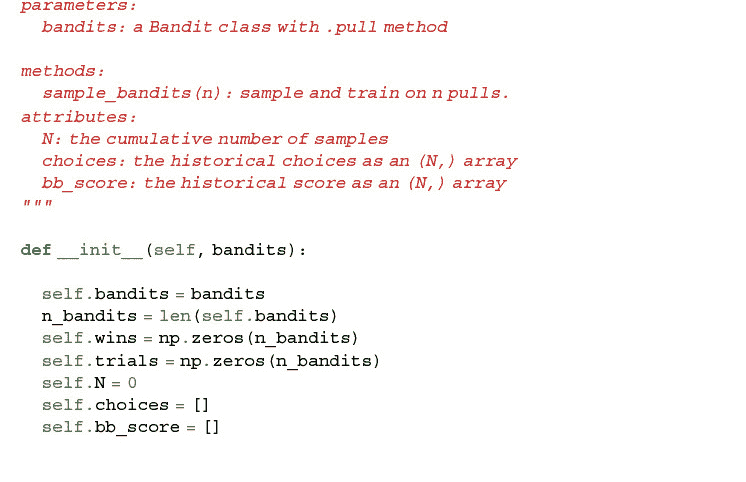 parameters:
  bandits: a Bandit class with .pull method

methods:
  sample_bandits(n): sample and train on n pulls.
attributes:
  N: the cumulative number of samples
  choices: the historical choices as an (N,) array
  bb_score: the historical score as an (N,) array
"""

def __init__(self, bandits):

  self.bandits = bandits
  n_bandits = len(self.bandits)
  self.wins = np.zeros(n_bandits)
  self.trials = np.zeros(n_bandits)
  self.N = 0
  self.choices = []
  self.bb_score = []